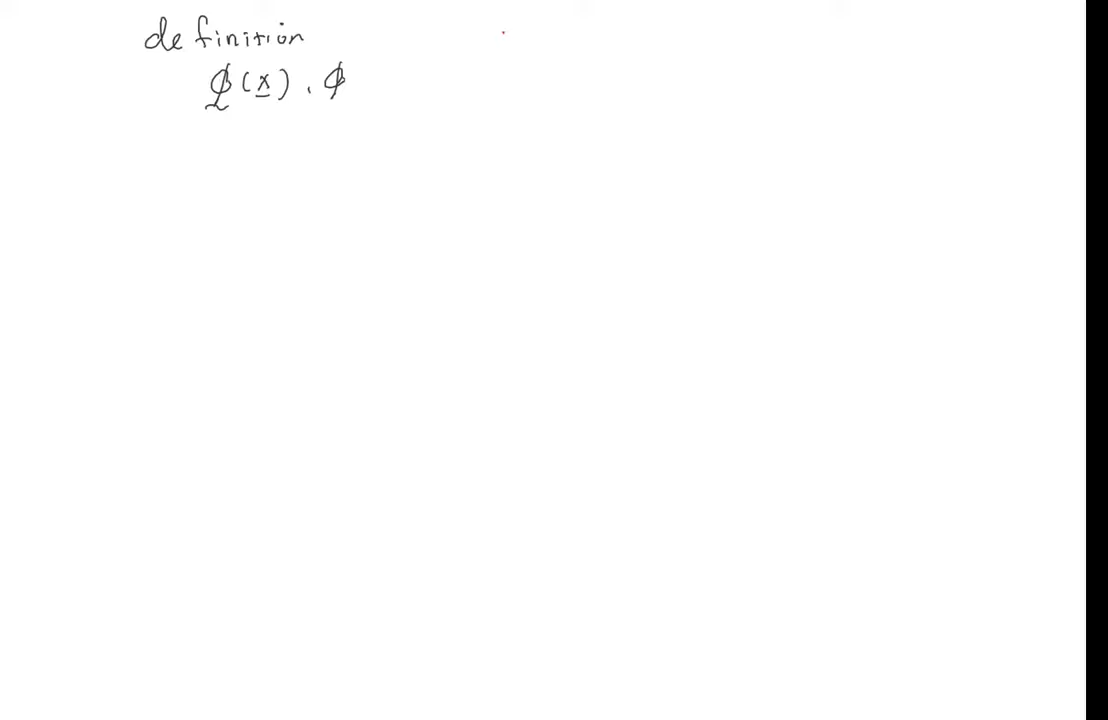 definition
ϕ(x), ϕ